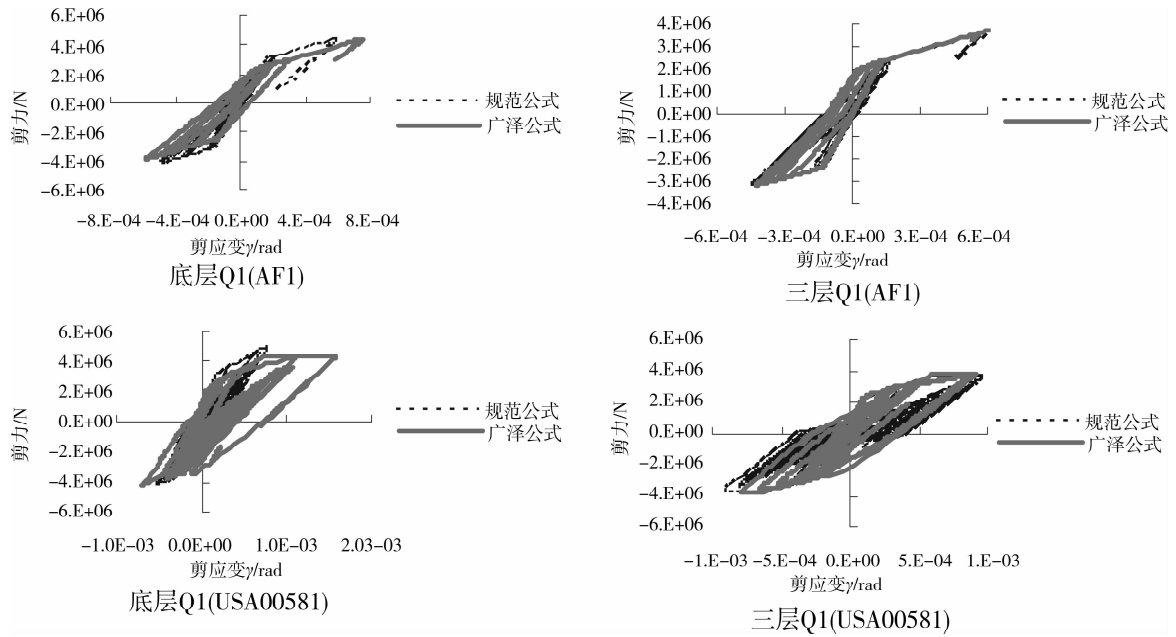 6.E+06
4.E+06
2.E+06
0.E+00
−2.E+06
−4.E+06
−6.E+06
剪力/N
−8.E−04 −4.E−04 0.E+00 4.E−04 8.E−04
剪应变γ/rad
规范公式
广泽公式
底层Q1(AF1)
4.E+06
3.E+06
2.E+06
1.E+00
0.E+00
−1.E+06
−2.E+06
−3.E+06
−4.E+06
剪力/N
−6.E−04 −3.E−04 0.E+00 3.E−04 6.E−04
剪应变γ/rad
规范公式
广泽公式
三层Q1(AF1)
6.E+06
4.E+06
2.E+06
0.E+00
−2.E+06
−4.E+06
−6.E+06
剪力/N
−1.0E−03 0.0E+00 1.0E−03 2.03−03
剪应变γ/rad
规范公式
广泽公式
底层Q1(USA00581)
6.E+06
4.E+06
2.E+06
0.E+00
−2.E+06
−4.E+06
−6.E+06
剪力/N
−1.E−03 −5.E−04 0.E+00 5.E−04 1.E−03
剪应变γ/rad
规范公式
广泽公式
三层Q1(USA00581)